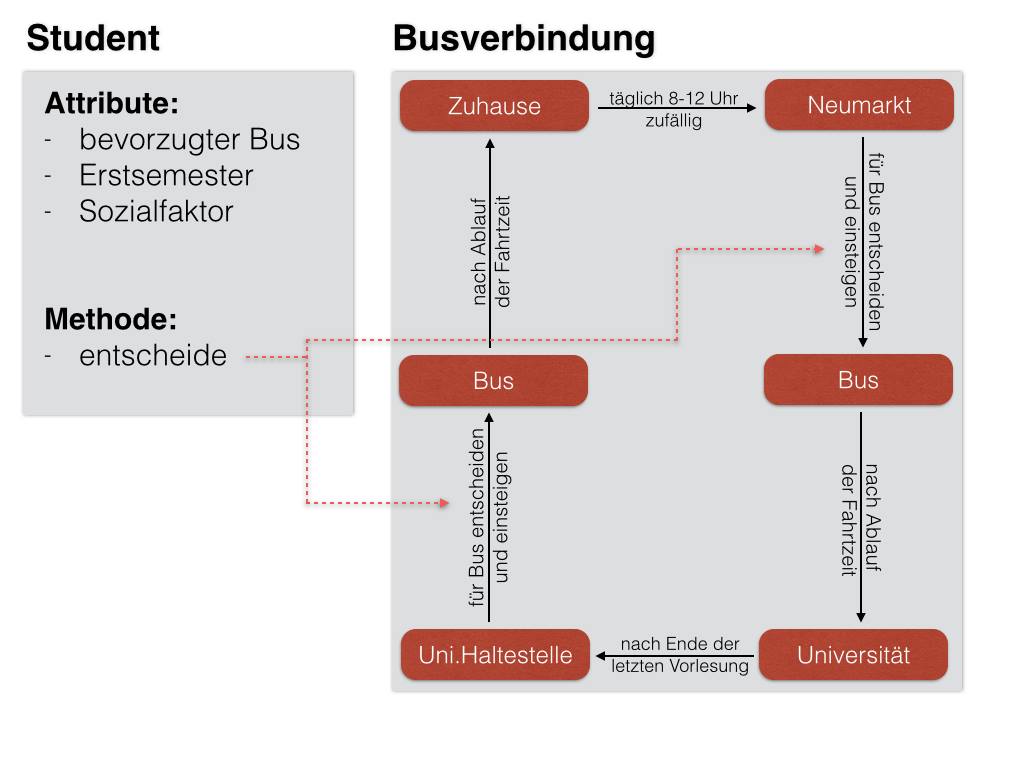 Student
Attribute:
- bevorzugter Bus
- Erstsemester
- Sozialfaktor
Methode:
- entscheide
Busverbindung
Zuhause
täglich 8-12 Uhr
zufällig
Neumarkt
für Bus entscheiden
und einsteigen
Bus
nach Ablauf
der Fahrtzeit
Universität
nach Ende der
letzten Vorlesung
Uni.Haltestelle
für Bus entscheiden
und einsteigen
Bus
nach Ablauf
der Fahrtzeit